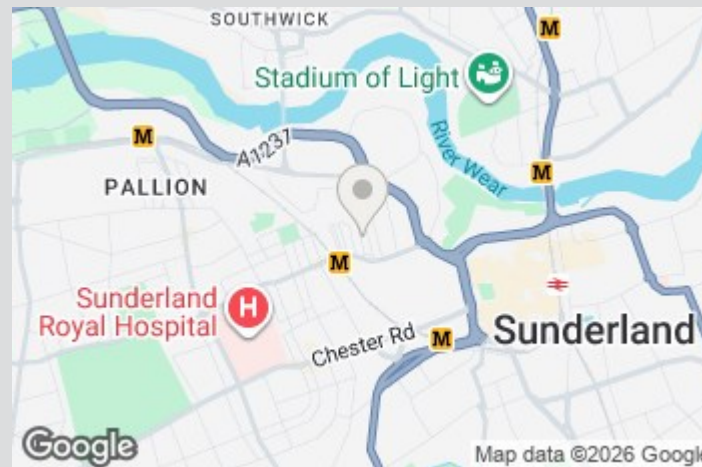 SOUTHWICK
M
Stadium of Light
A1231
M
River Wear
M
PALLION
M
Sunderland
Royal Hospital
H
Chester Rd
M
Sunderland
Google
Map data ©2026 Google